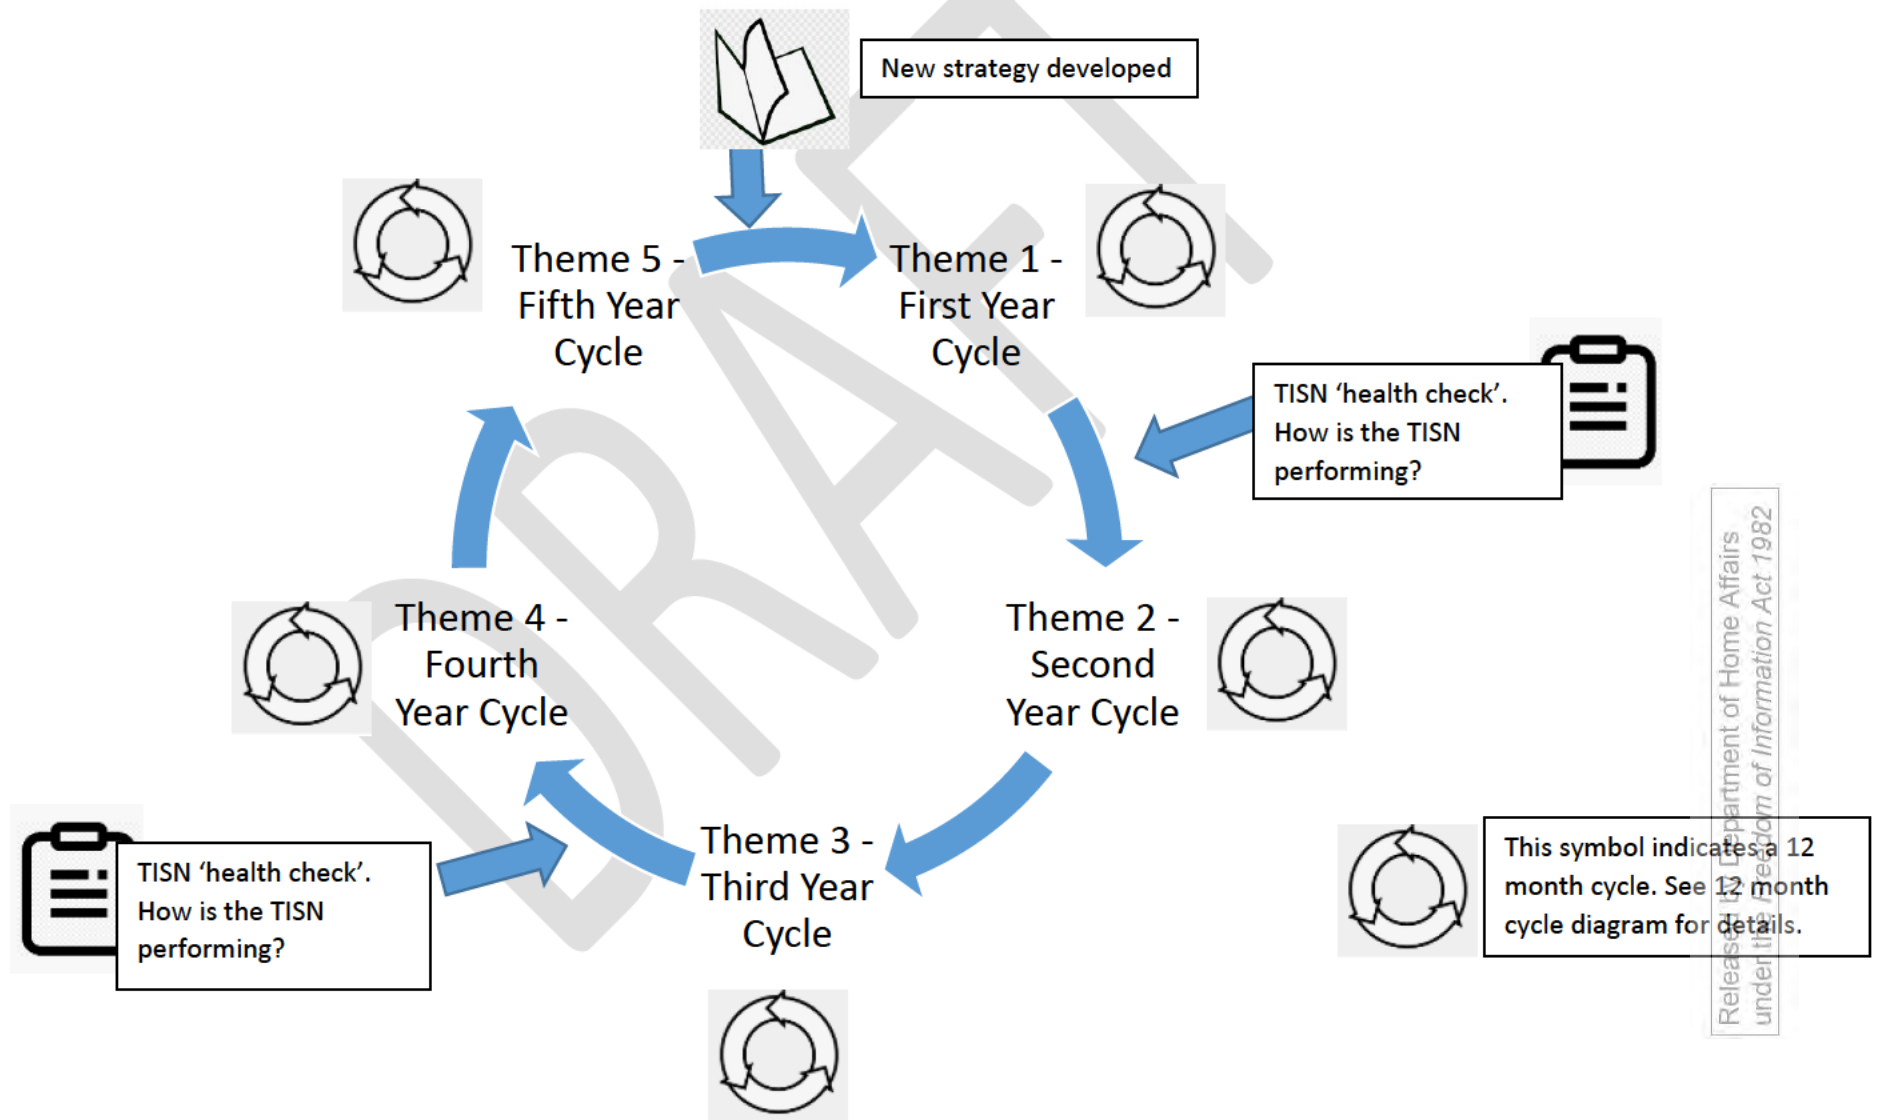 New strategy developed
Theme 5 -
Fifth Year
Cycle
Theme 1 -
First Year
Cycle
TISN ‘health check’.
How is the TISN
performing?
Theme 4 -
Fourth
Year Cycle
Theme 2 -
Second
Year Cycle
Theme 3 -
Third Year
Cycle
TISN ‘health check’.
How is the TISN
performing?
This symbol indicates a 12
month cycle. See 12 month
cycle diagram for details.
DRAFT
Released by Department of Home Affairs
under the Freedom of Information Act 1982